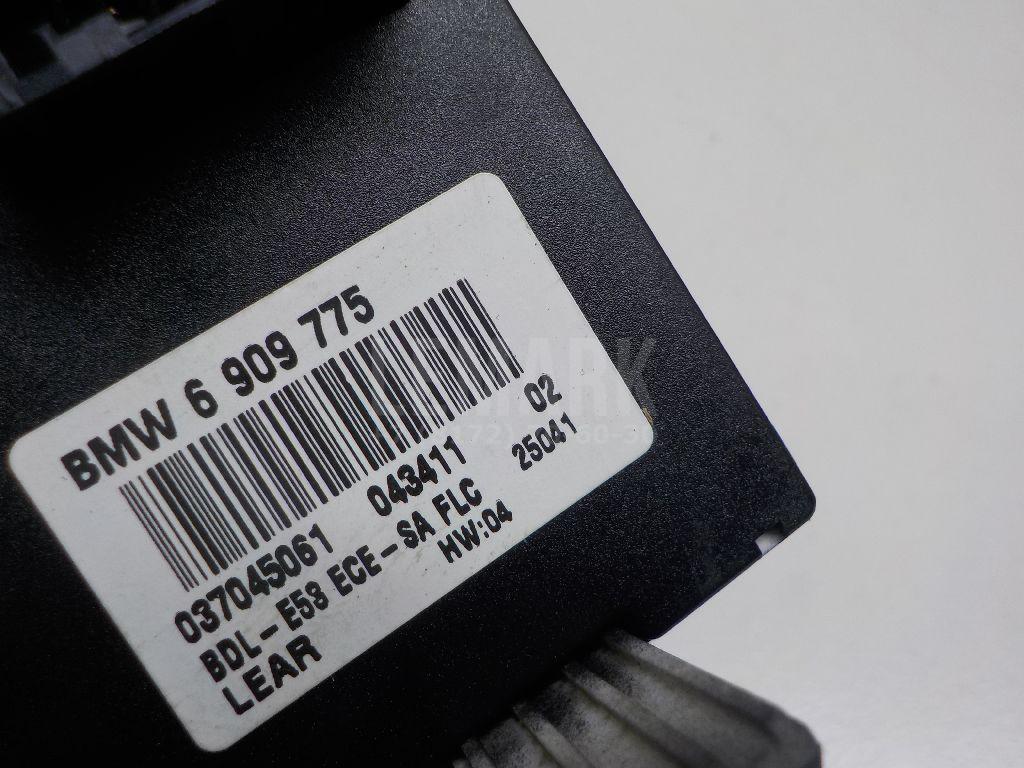 BMW 6 909 775
037045061 043411 02
BDL-E53 ECE-SA FLC 25041
LEAR HW:04